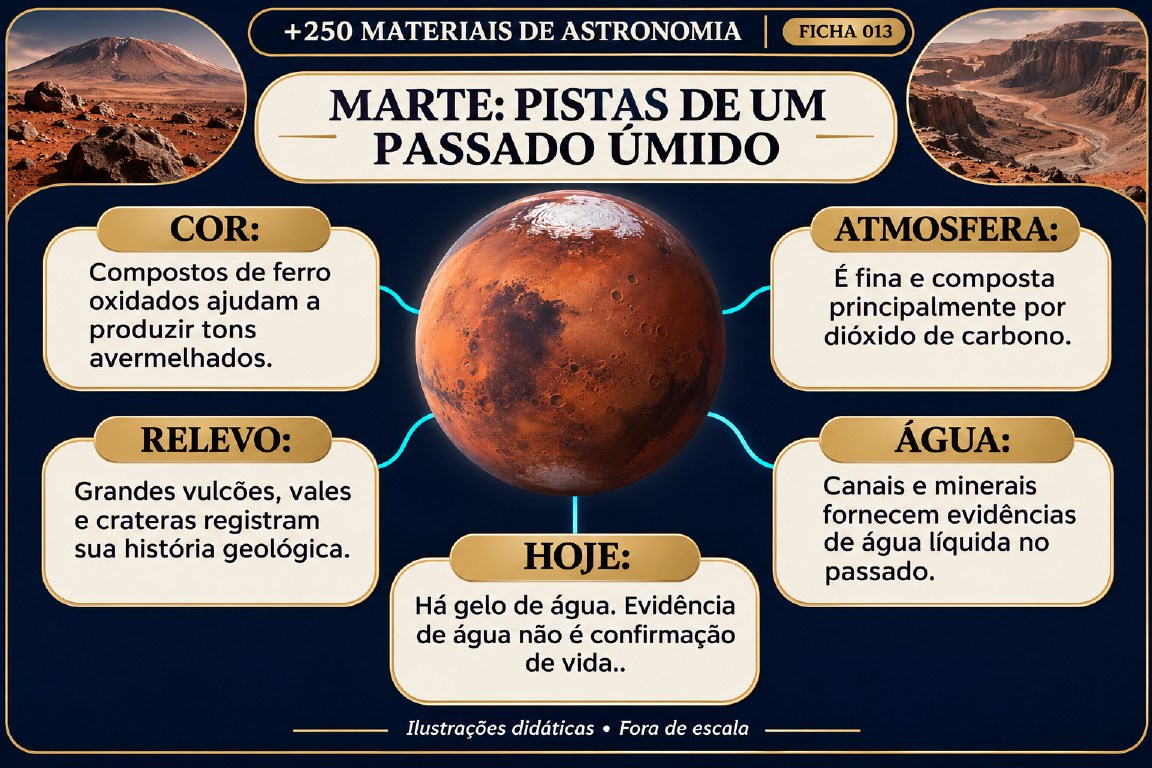 +250 MATERIAIS DE ASTRONOMIA
FICHA 013
MARTE: PISTAS DE UM
PASSADO ÚMIDO
COR:
Compostos de ferro
oxidados ajudam a
produzir tons
avermelhados.
ATMOSFERA:
É fina e composta
principalmente por
dióxido de carbono.
RELEVO:
Grandes vulcões, vales
e crateras registram
sua história geológica.
ÁGUA:
Canais e minerais
fornecem evidências
de água líquida no
passado.
HOJE:
Há gelo de água. Evidência
de água não é confirmação
de vida..
Ilustrações didáticas • Fora de escala